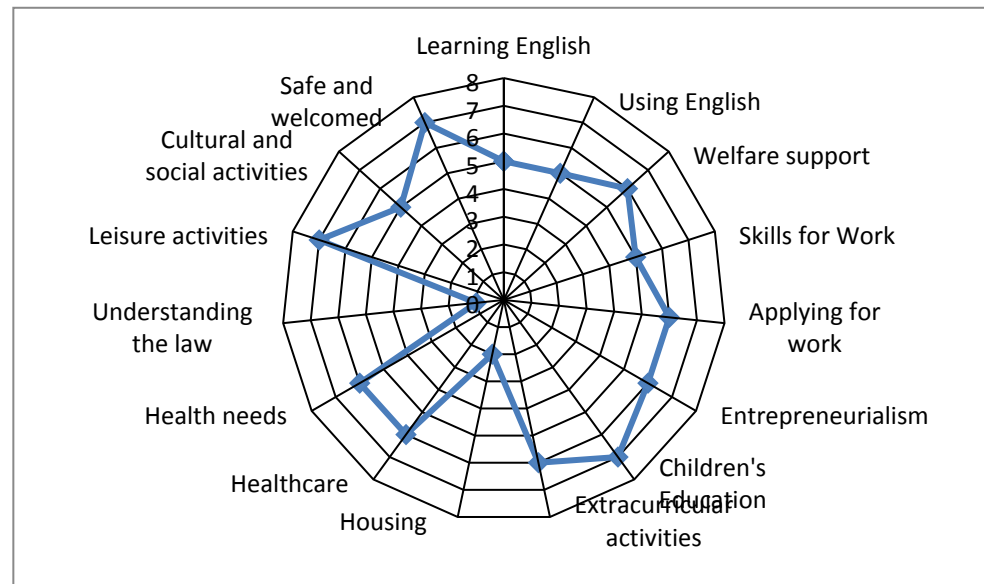 Learning English
Using English
Welfare support
Skills for Work
Applying for
work
Entrepreneurialism
Children's
Education
Extracurricular
activities
Housing
Healthcare
Health needs
Understanding
the law
Leisure activities
Cultural and
social activities
Safe and
welcomed
8
7
6
5
4
3
2
1
0